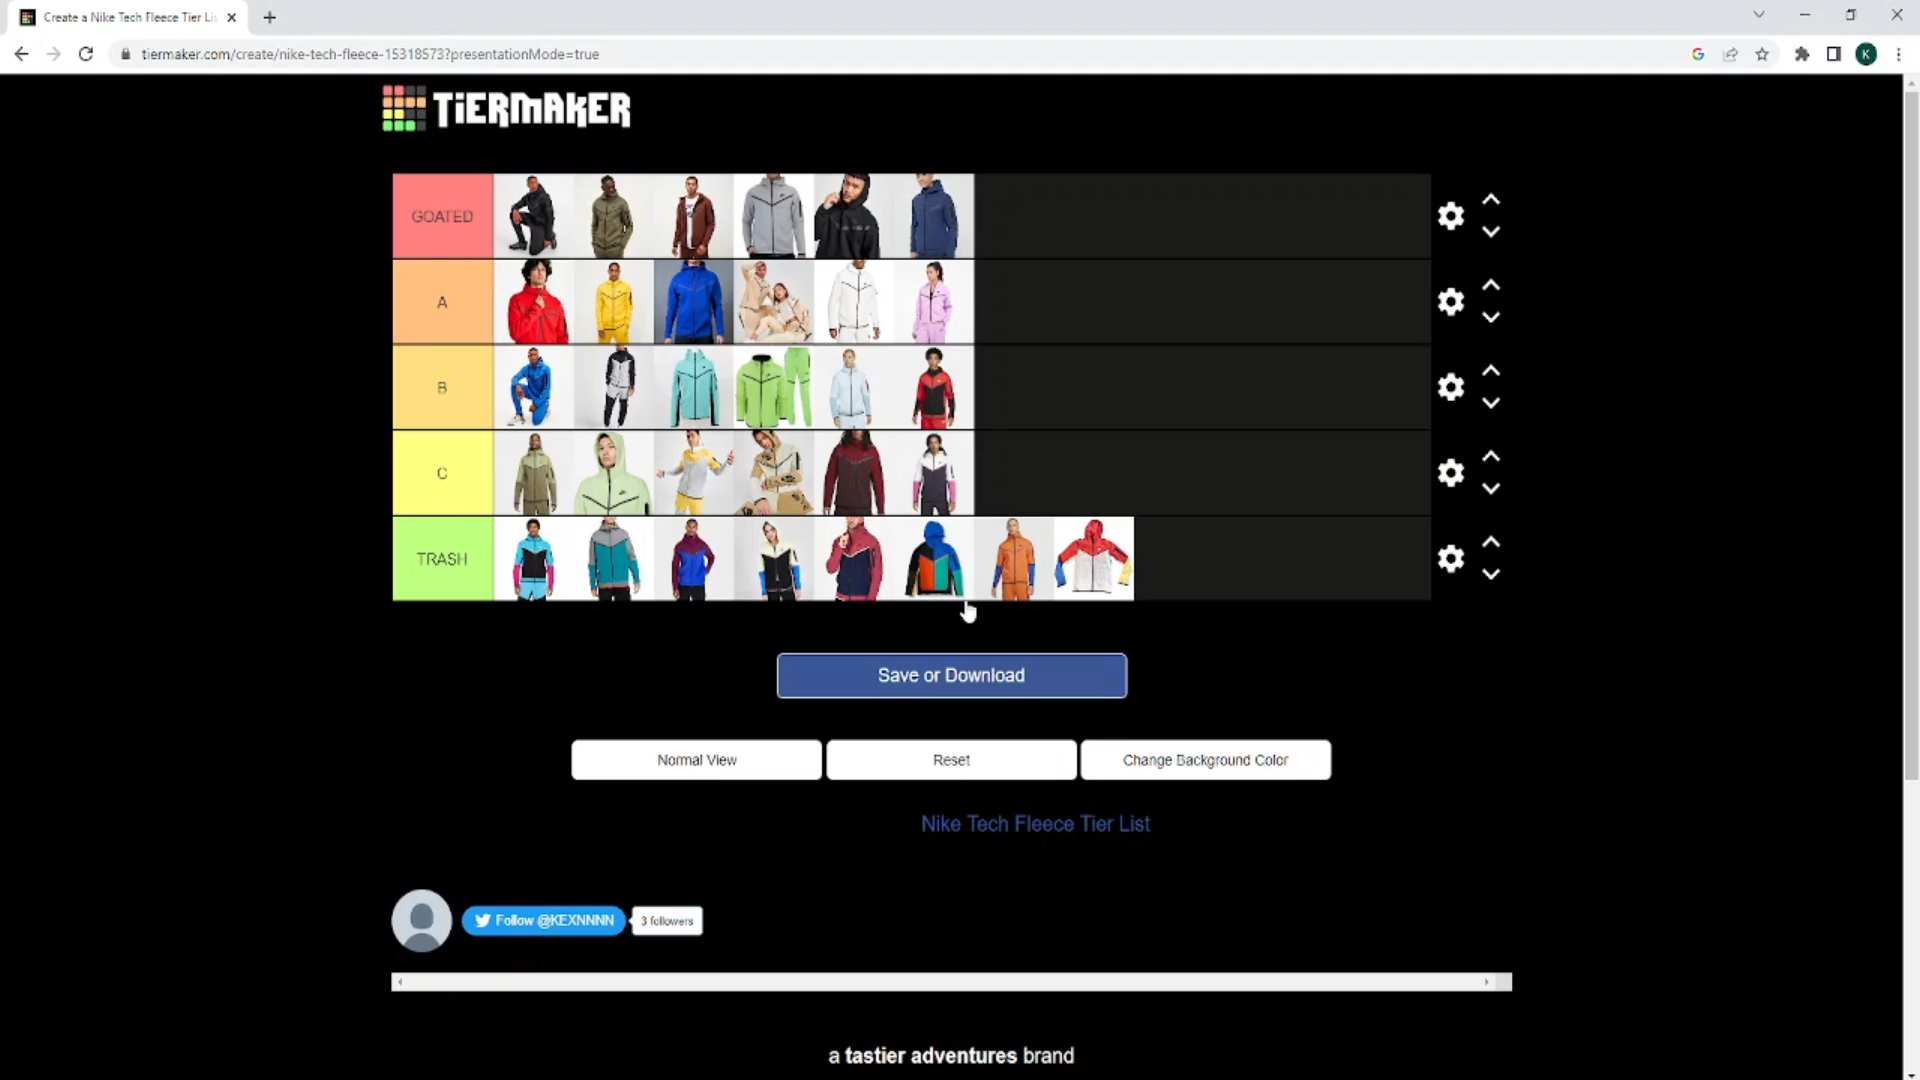 Create a Nike Tech Fleece Tier Lis
tiermaker.com/create/nike-tech-fleece-15318573?presentationMode=true
K
TiERMAKER
GOATED
A
B
C
TRASH
Save or Download
Normal View
Reset
Change Background Color
Nike Tech Fleece Tier List
Follow @KEXNNNN
3 followers
a tastier adventures brand